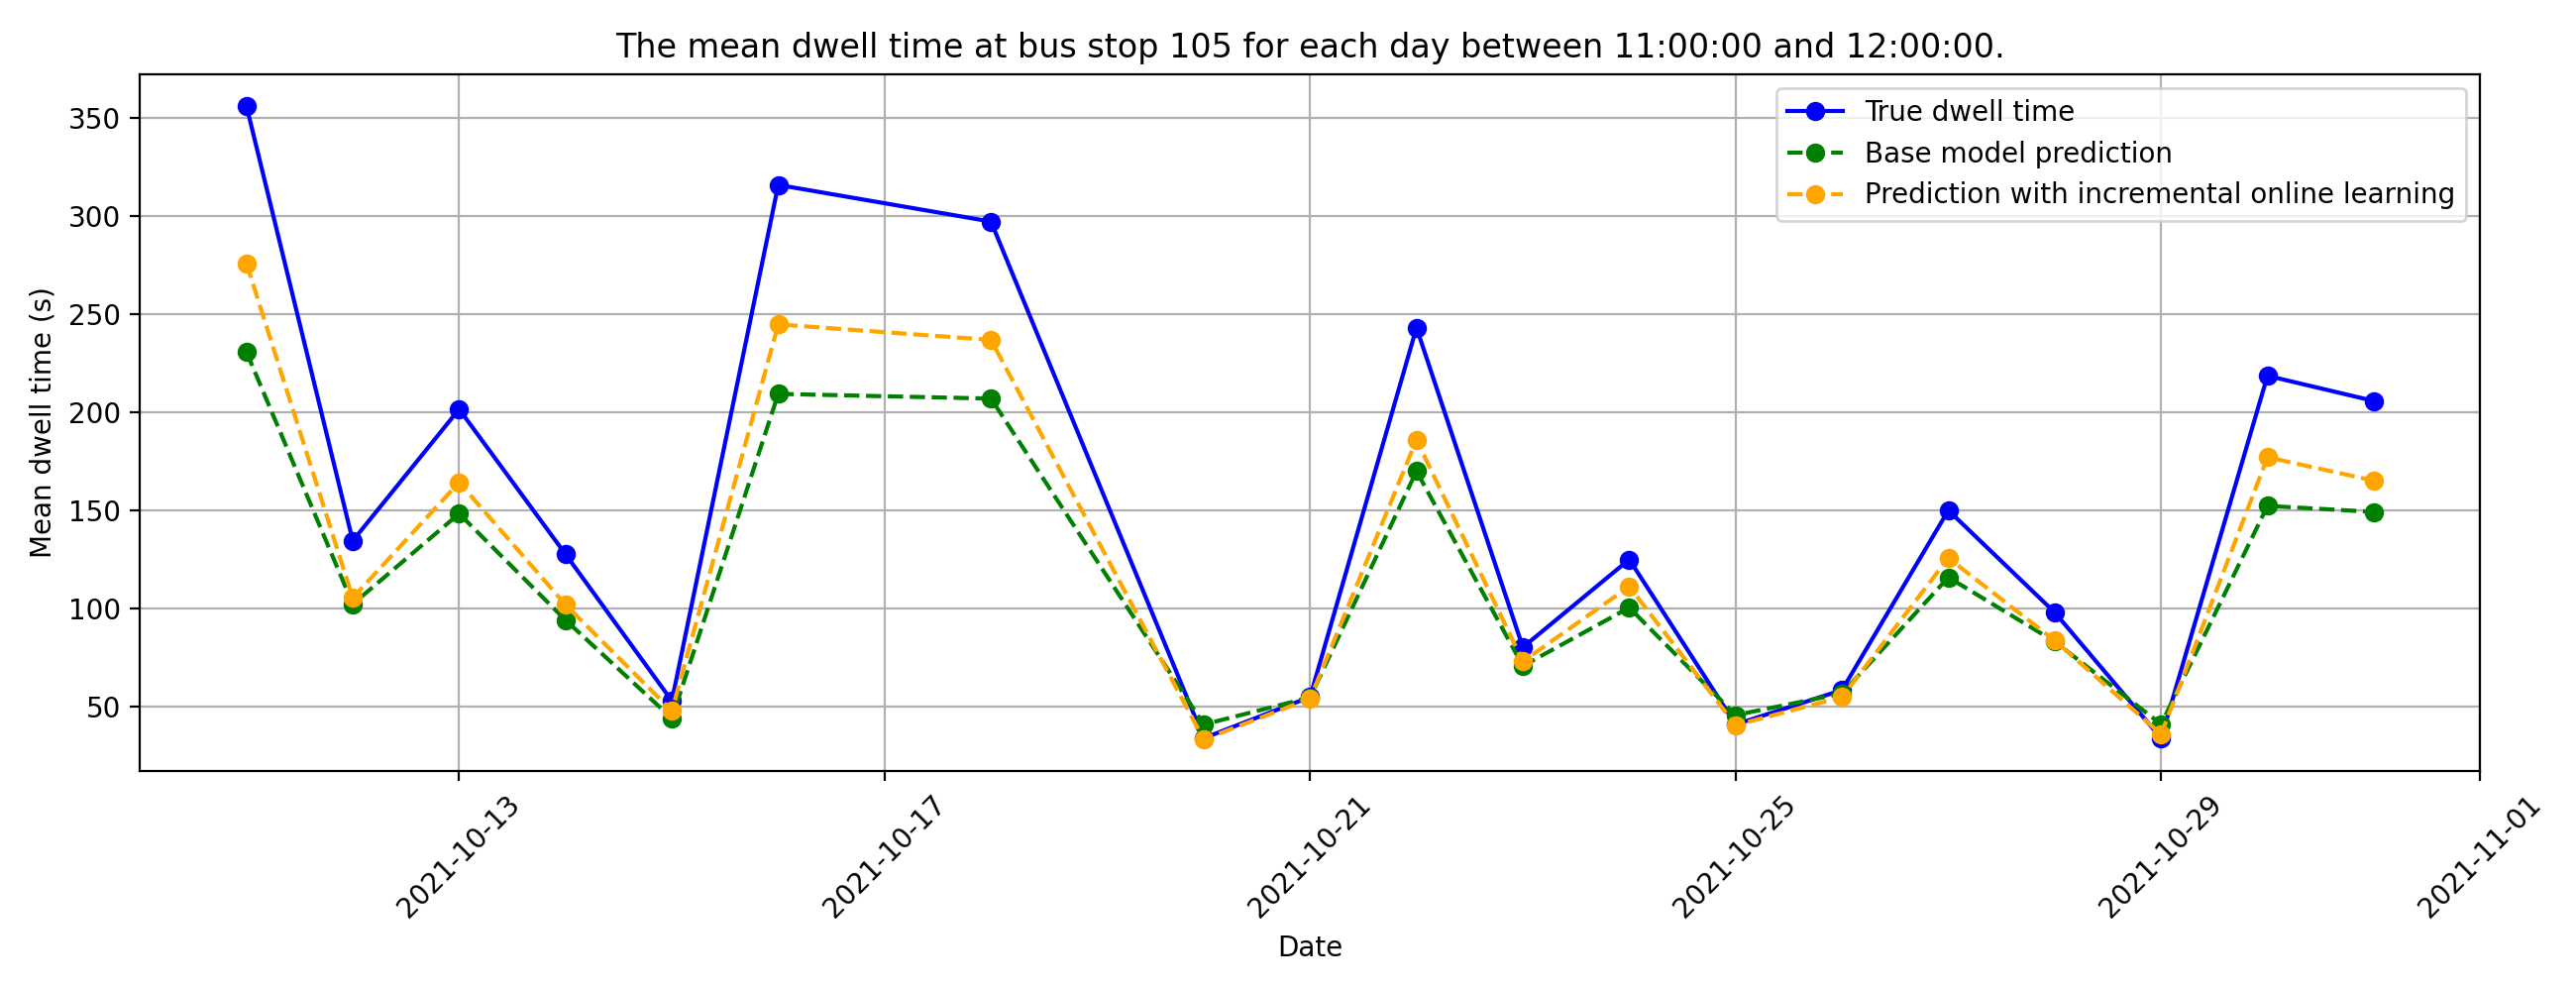 The mean dwell time at bus stop 105 for each day between 11:00:00 and 12:00:00.
True dwell time
Base model prediction
Prediction with incremental online learning
Mean dwell time (s)
350
300
250
200
150
100
50
2021-10-13
2021-10-17
2021-10-21
2021-10-25
2021-10-29
2021-11-01
Date